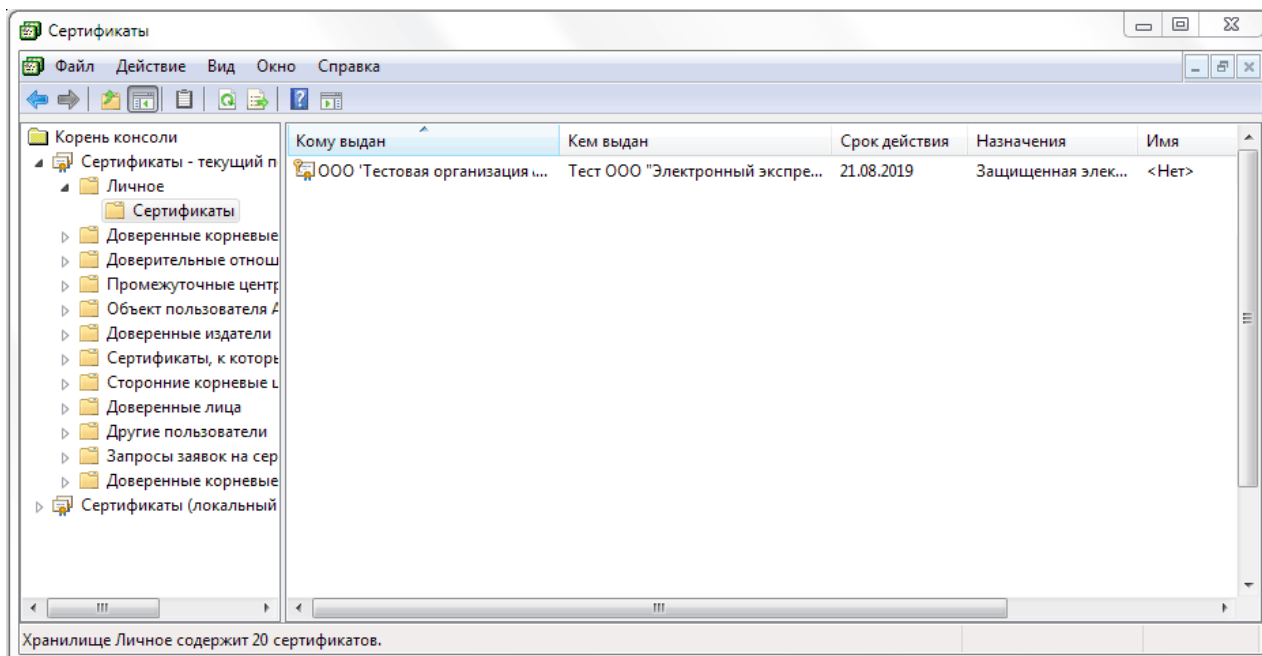 Сертификаты
Файл Действие Вид Окно Справка
Корень консоли
Сертификаты - текущий п
Личное
Сертификаты
Доверенные корневые
Доверительные отнош
Промежуточные центр
Объект пользователя A
Доверенные издатели
Сертификаты, к которы
Сторонние корневые ц
Доверенные лица
Другие пользователи
Запросы заявок на сер
Доверенные корневые
Сертификаты (локальный
Кому выдан Кем выдан Срок действия Назначения Имя
ООО 'Тестовая организация ... Тест ООО "Электронный экспре... 21.08.2019 Защищенная элек... <Нет>
Хранилище Личное содержит 20 сертификатов.